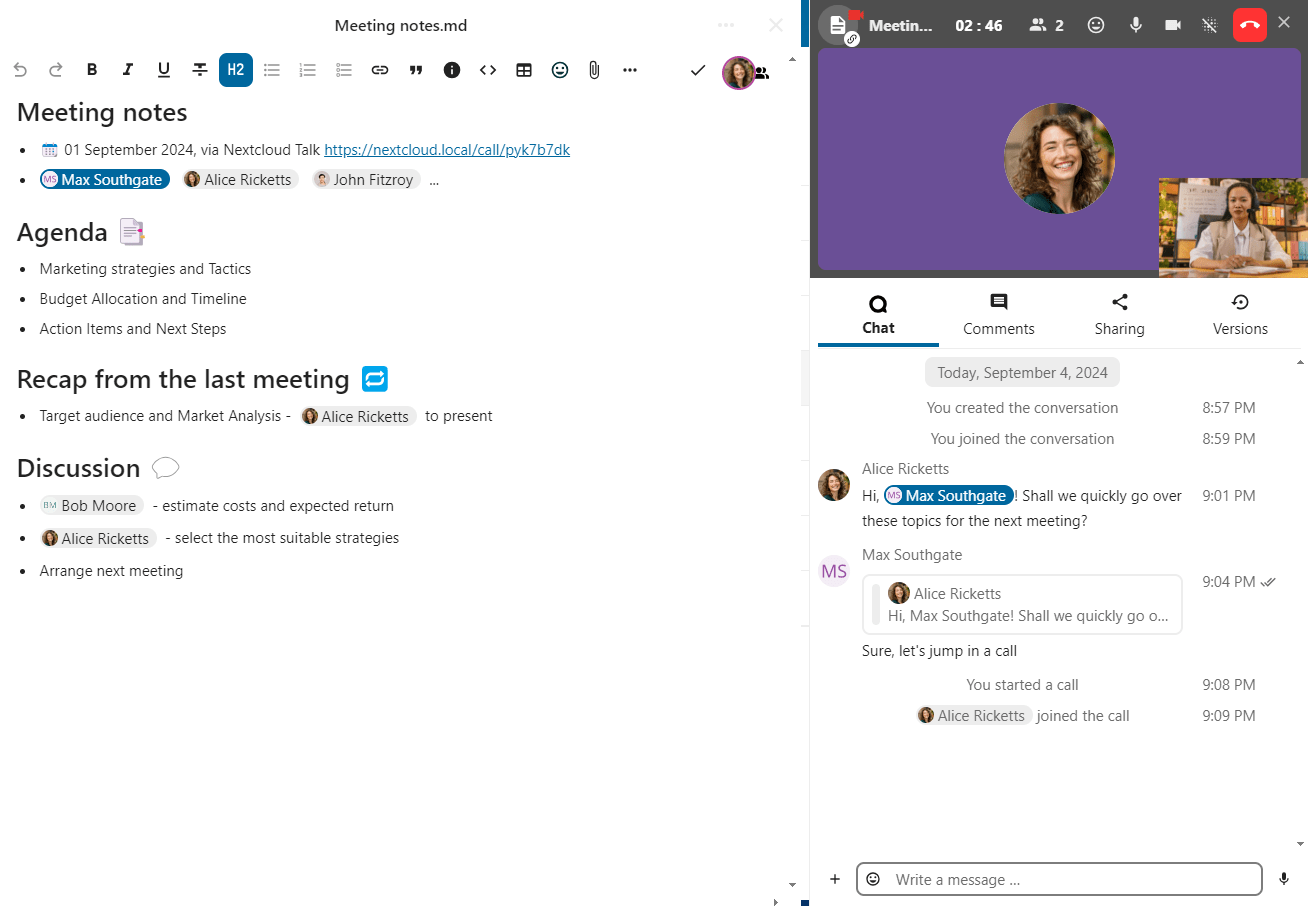 Meeting notes.md
B I U H2
Meeting notes
01 September 2024, via Nextcloud Talk https://nextcloud.local/call/pyk7b7dk
MS Max Southgate Alice Ricketts John Fitzroy ...
Agenda
Marketing strategies and Tactics
Budget Allocation and Timeline
Action Items and Next Steps
Recap from the last meeting
Target audience and Market Analysis - Alice Ricketts to present
Discussion
BM Bob Moore - estimate costs and expected return
Alice Ricketts - select the most suitable strategies
Arrange next meeting
Meetin... 02 : 46 2
Chat Comments Sharing Versions
Today, September 4, 2024
You created the conversation 8:57 PM
You joined the conversation 8:59 PM
Alice Ricketts
Hi, MS Max Southgate! Shall we quickly go over 9:01 PM
these topics for the next meeting?
Max Southgate
MS
9:04 PM
Alice Ricketts
Hi, Max Southgate! Shall we quickly go o...
Sure, let's jump in a call
You started a call 9:08 PM
Alice Ricketts joined the call 9:09 PM
Write a message ...